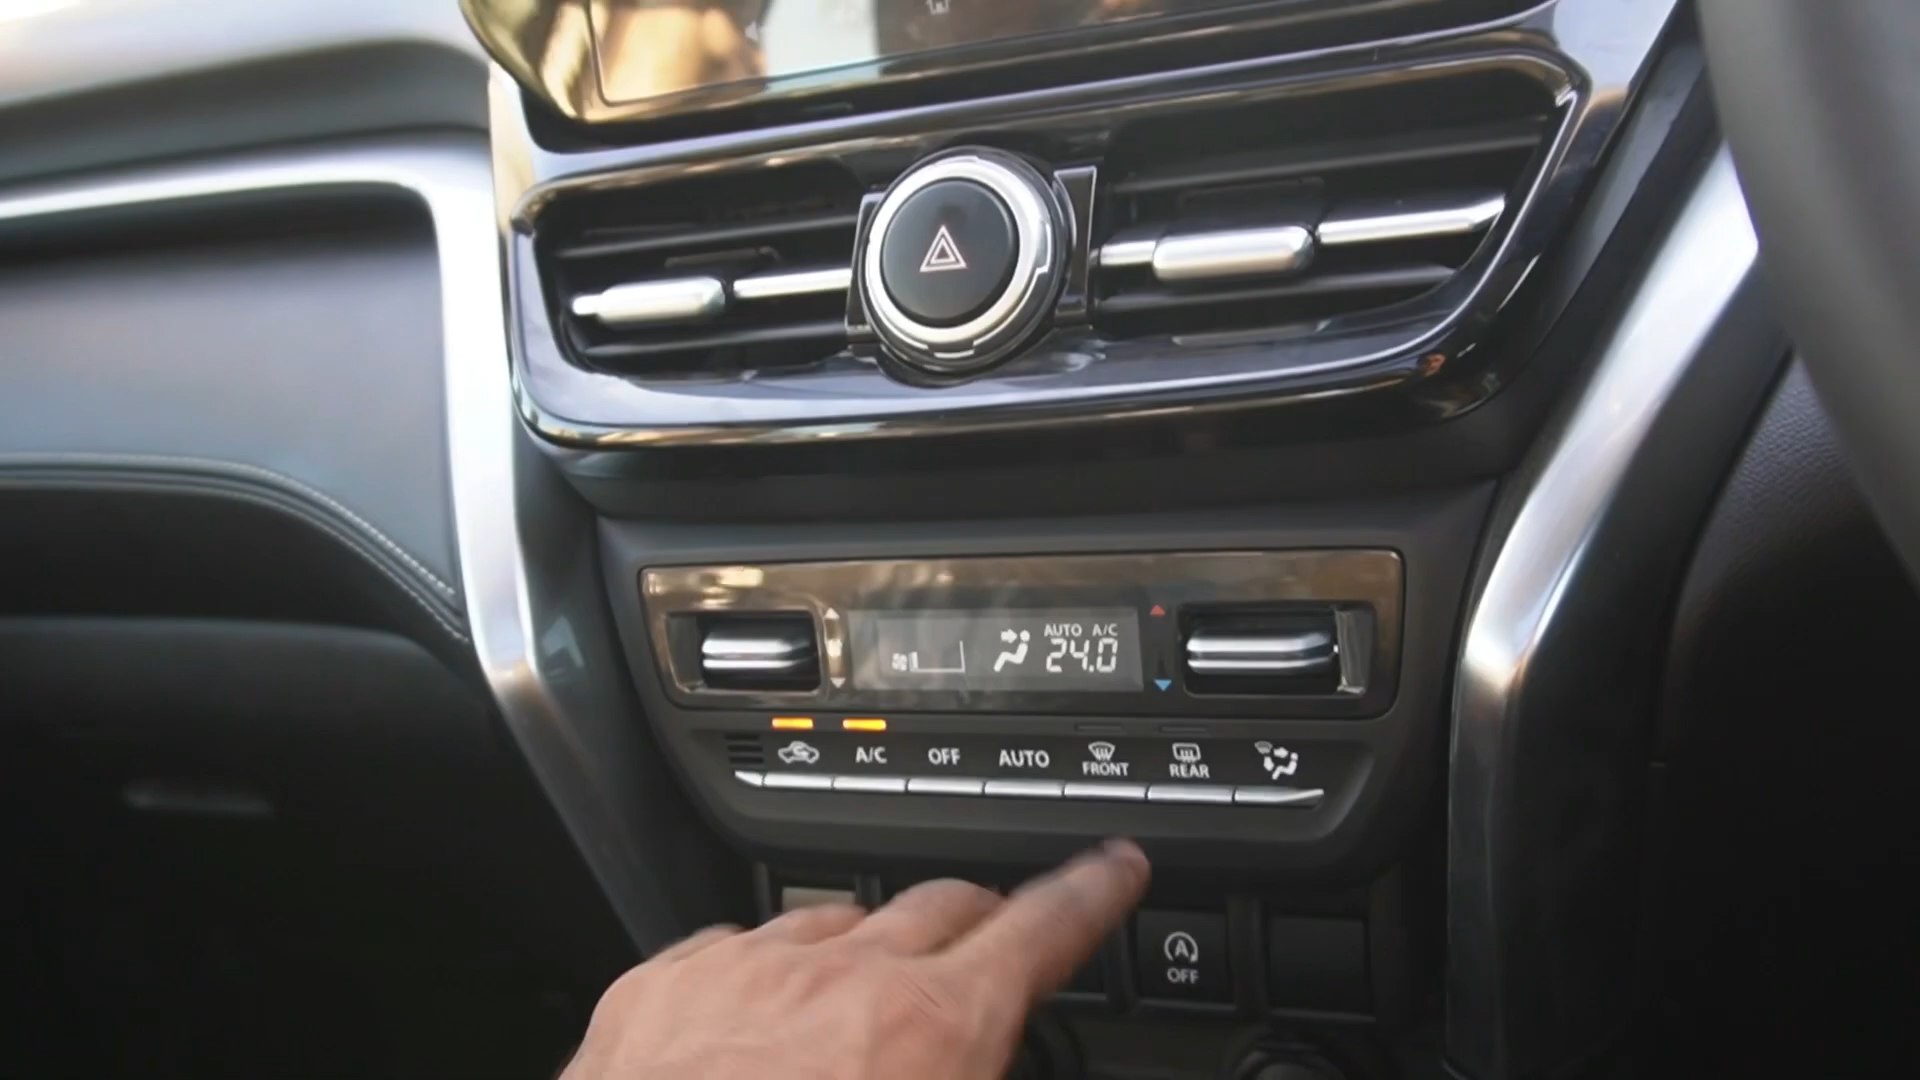 AUTO A/C
24.0
A/C OFF AUTO FRONT REAR
A
OFF